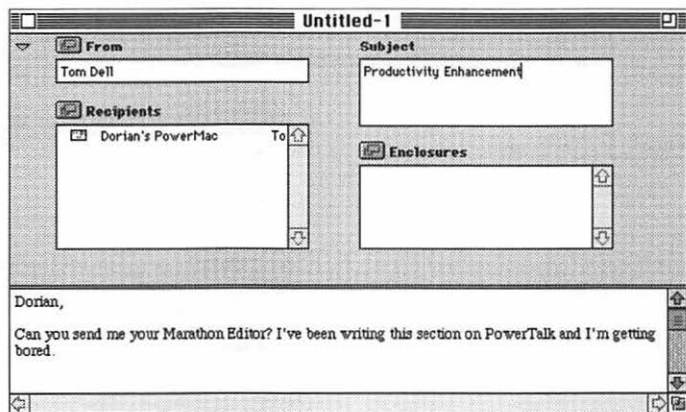 Untitled-1
From
Subject
Tom Dell
Productivity Enhancement
Recipients
Dorian's PowerMac To
Enclosures
Dorian,
Can you send me your Marathon Editor? I've been writing this section on PowerTalk and I'm getting
bored.